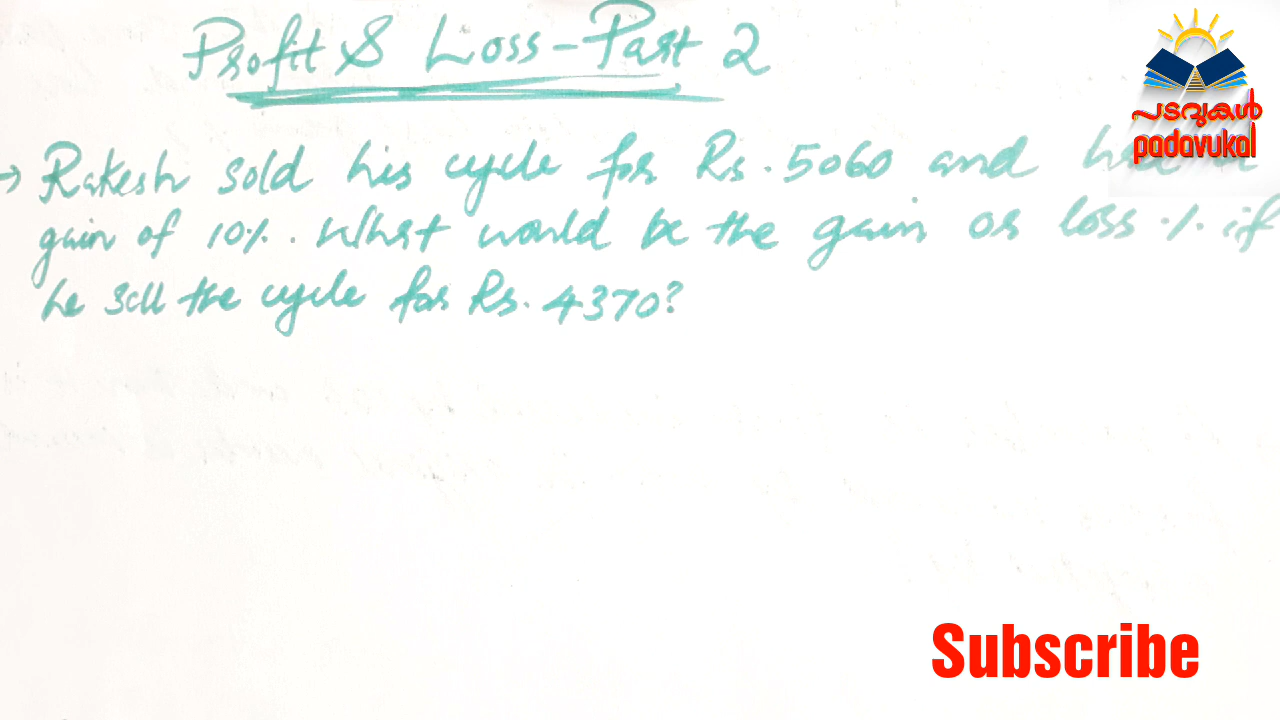 Profit & Loss - Part 2
പടവുകൾ
padavukal
→ Rakesh sold his cycle for Rs. 5060 and
gain of 10%. What would be the gain or loss % if
he sell the cycle for Rs. 4370?
Subscribe